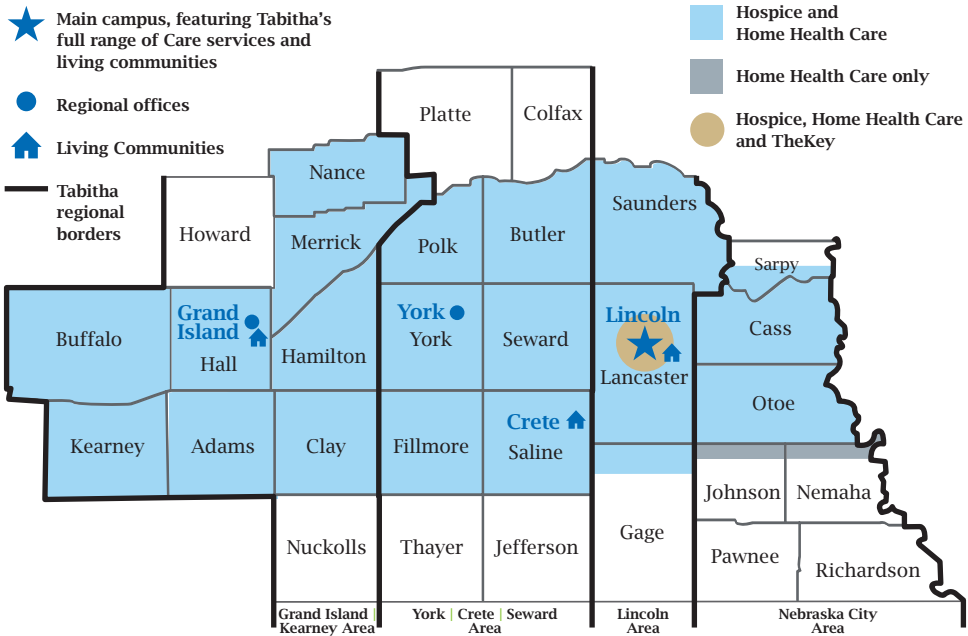 Main campus, featuring Tabitha's
full range of Care services and
living communities
Regional offices
Living Communities
Tabitha
regional
borders
Hospice and
Home Health Care
Home Health Care only
Hospice, Home Health Care
and TheKey
Platte
Colfax
Nance
Saunders
Howard
Merrick
Polk
Butler
Sarpy
Grand
Island
Hall
York
York
Lincoln
Lancaster
Buffalo
Hamilton
Seward
Cass
Otoe
Kearney
Adams
Clay
Fillmore
Crete
Saline
Johnson
Nemaha
Nuckolls
Thayer
Jefferson
Gage
Pawnee
Richardson
Grand Island |
Kearney Area
York | Crete | Seward
Area
Lincoln
Area
Nebraska City
Area